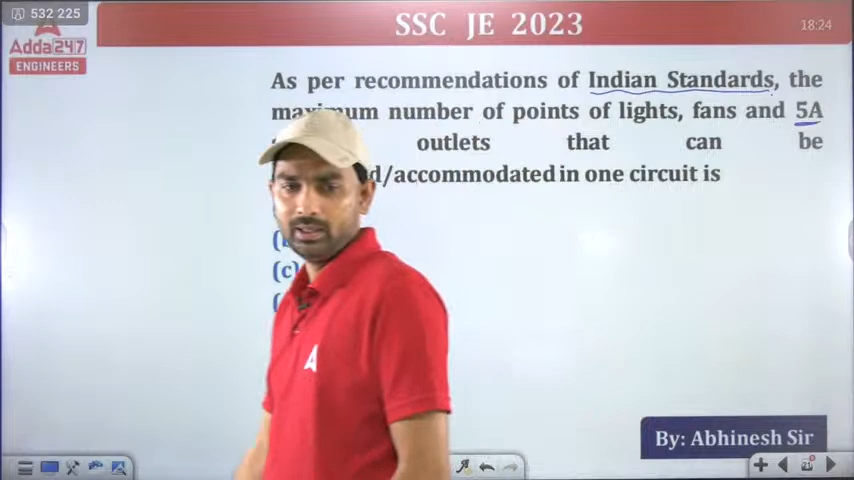 532 225
SSC JE 2023
18:24
Adda247
ENGINEERS
As per recommendations of Indian Standards, the
maximum number of points of lights, fans and 5A
outlets that can be
/accommodated in one circuit is
(c)
A
By: Abhinesh Sir